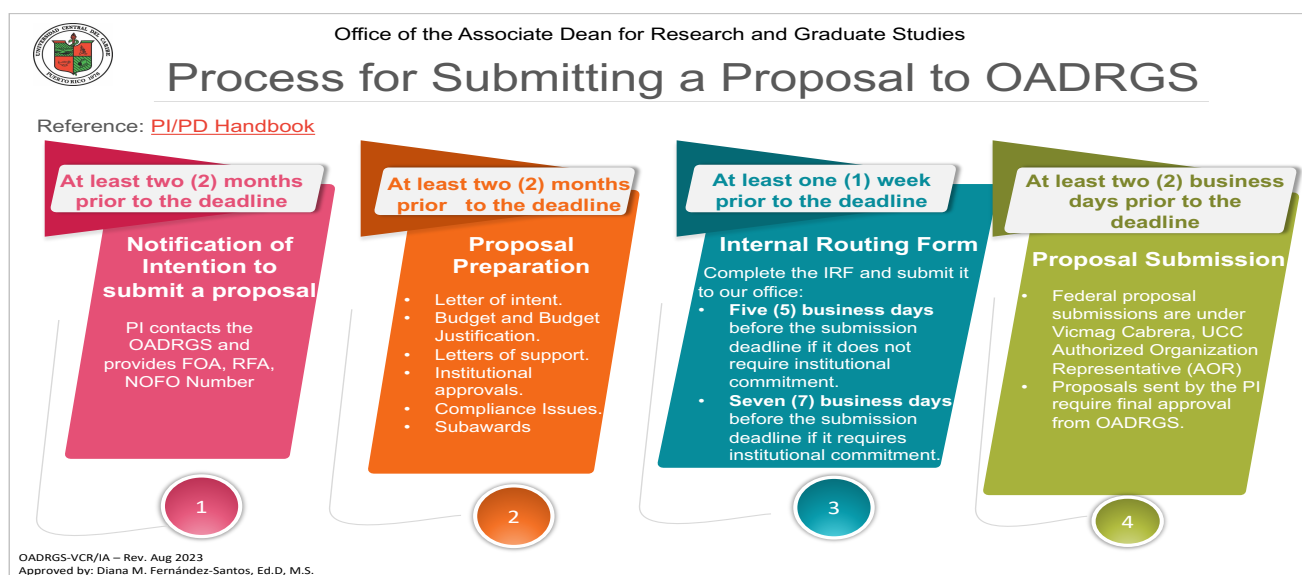 Office of the Associate Dean for Research and Graduate Studies
UNIVERSIDAD CENTRAL DEL CARIBE
PUERTO RICO 1976
Process for Submitting a Proposal to OADRGS
Reference: PI/PD Handbook
At least two (2) months
prior to the deadline
Notification of
Intention to
submit a proposal
PI contacts the
OADRGS and
provides FOA, RFA,
NOFO Number
1
At least two (2) months
prior to the deadline
Proposal
Preparation
• Letter of intent.
• Budget and Budget
Justification.
• Letters of support.
• Institutional
approvals.
• Compliance Issues.
• Subawards
2
At least one (1) week
prior to the deadline
Internal Routing Form
Complete the IRF and submit it
to our office:
• Five (5) business days
before the submission
deadline if it does not
require institutional
commitment.
• Seven (7) business days
before the submission
deadline if it requires
institutional commitment.
3
At least two (2) business
days prior to the
deadline
Proposal Submission
• Federal proposal
submissions are under
Vicmag Cabrera, UCC
Authorized Organization
Representative (AOR)
• Proposals sent by the PI
require final approval
from OADRGS.
4
OADRGS-VCR/IA – Rev. Aug 2023
Approved by: Diana M. Fernández-Santos, Ed.D, M.S.